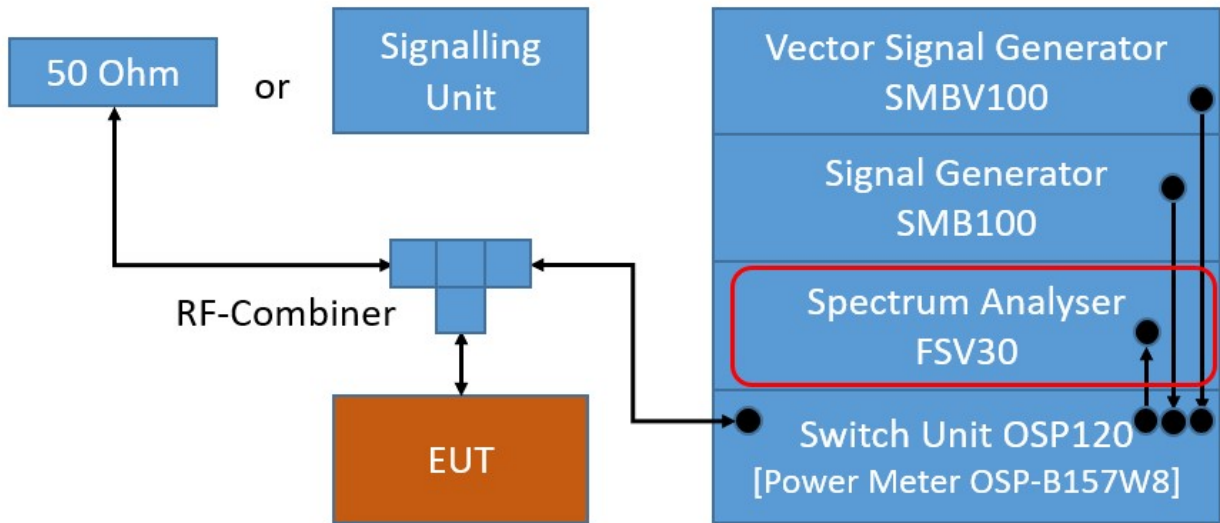 50 Ohm
or
Signalling
Unit
RF-Combiner
EUT
Vector Signal Generator
SMBV100
Signal Generator
SMB100
Spectrum Analyser
FSV30
Switch Unit OSP120
[Power Meter OSP-B157W8]